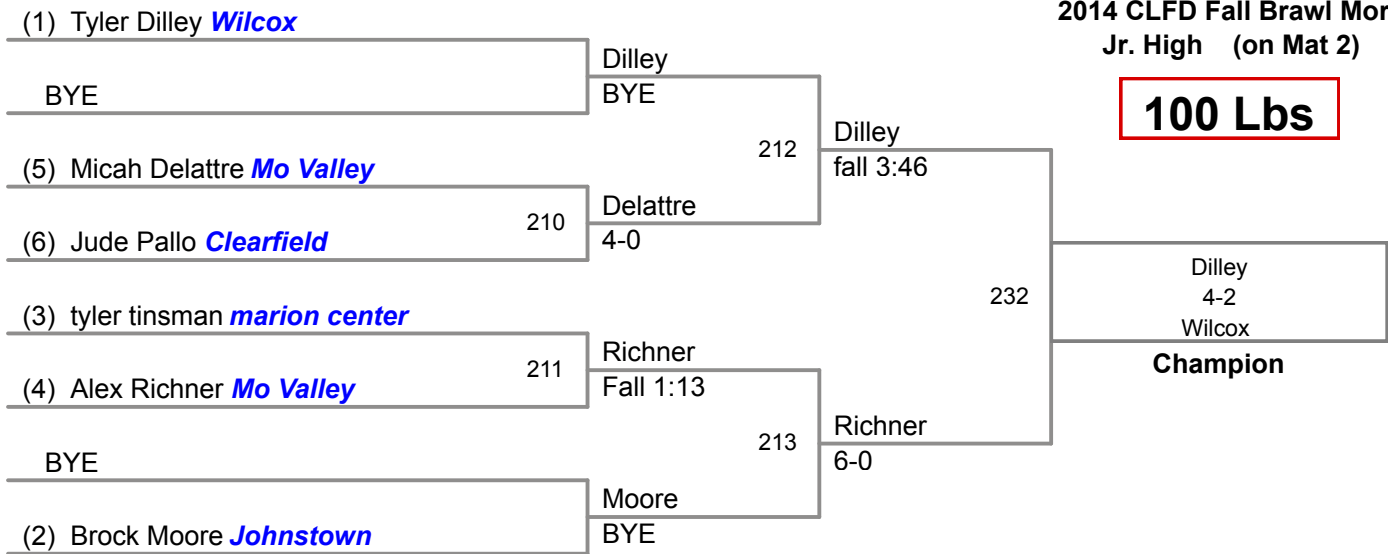 2014 CLFD Fall Brawl Mor
Jr. High (on Mat 2)
100 Lbs
(1) Tyler Dilley Wilcox
BYE
(5) Micah Delattre Mo Valley
(6) Jude Pallo Clearfield
(3) tyler tinsman marion center
(4) Alex Richner Mo Valley
BYE
(2) Brock Moore Johnstown
Dilley
BYE
210
Delattre
4-0
211
Richner
Fall 1:13
Moore
BYE
212
Dilley
fall 3:46
213
Richner
6-0
232
Dilley
4-2
Wilcox
Champion